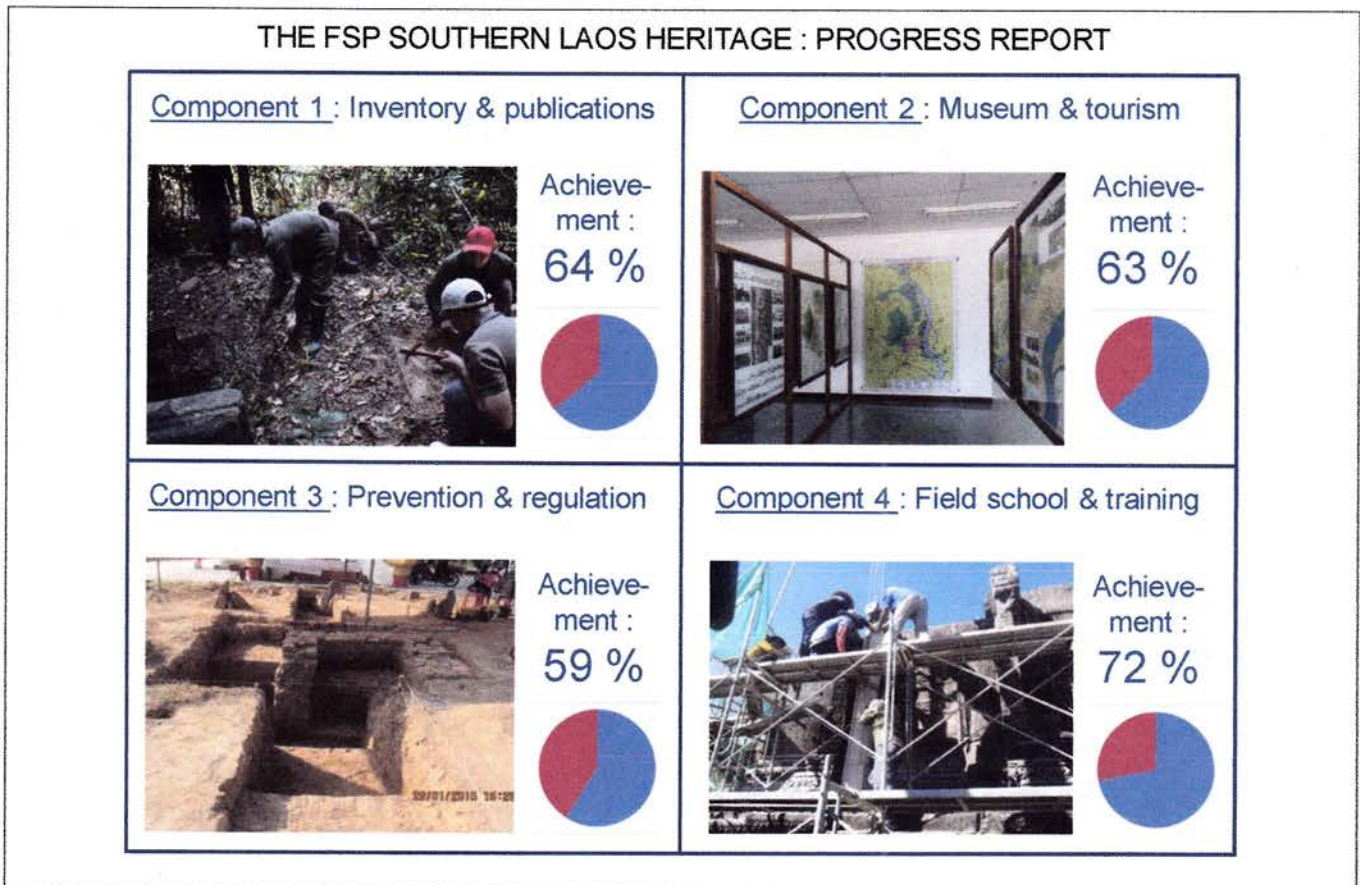 THE FSP SOUTHERN LAOS HERITAGE : PROGRESS REPORT
Component 1 : Inventory & publications
Achieve-
ment :
64 %
Component 2 : Museum & tourism
Achieve-
ment :
63 %
Component 3 : Prevention & regulation
Achieve-
ment :
59 %
Component 4 : Field school & training
Achieve-
ment :
72 %